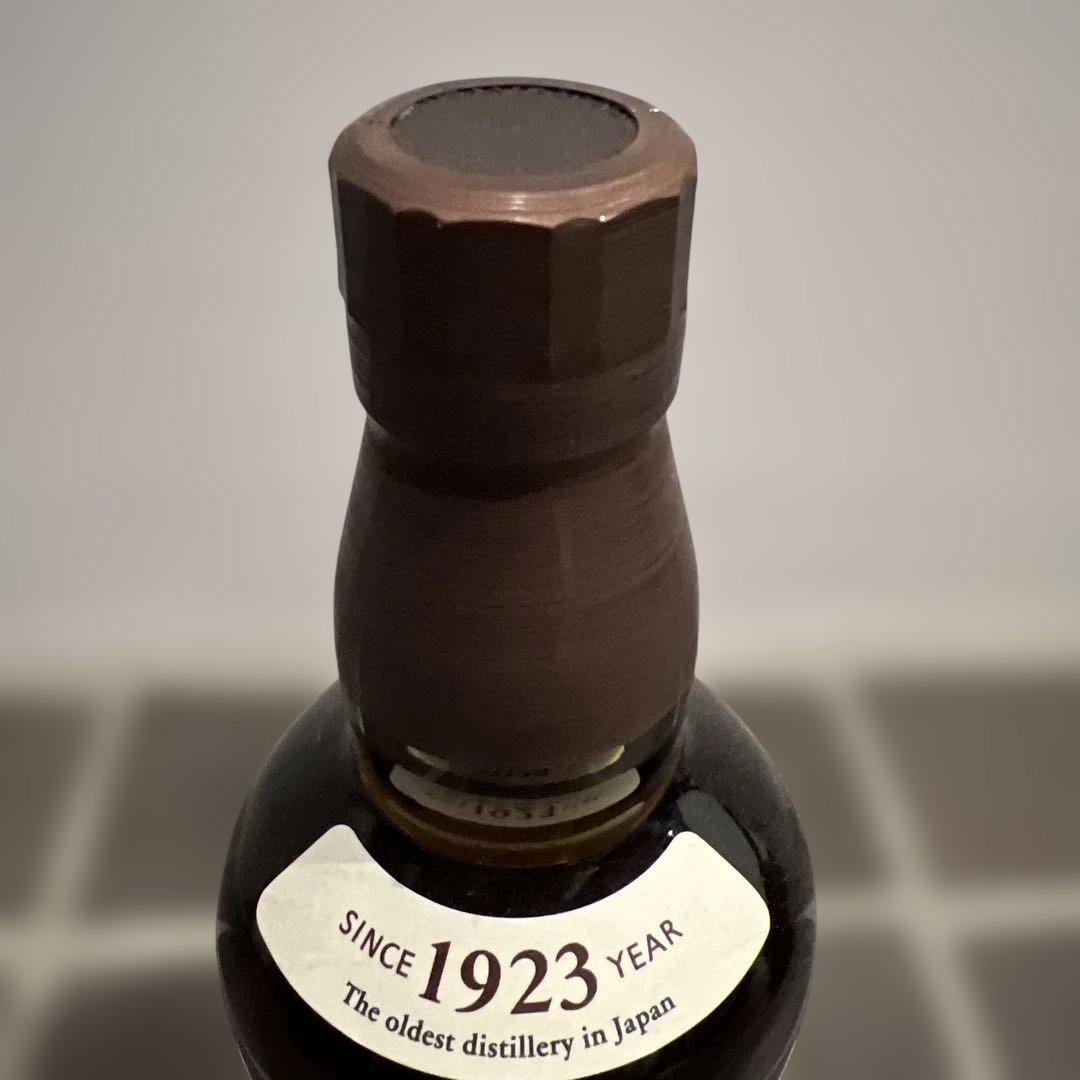 SINCE 1923 YEAR
The oldest distillery in Japan